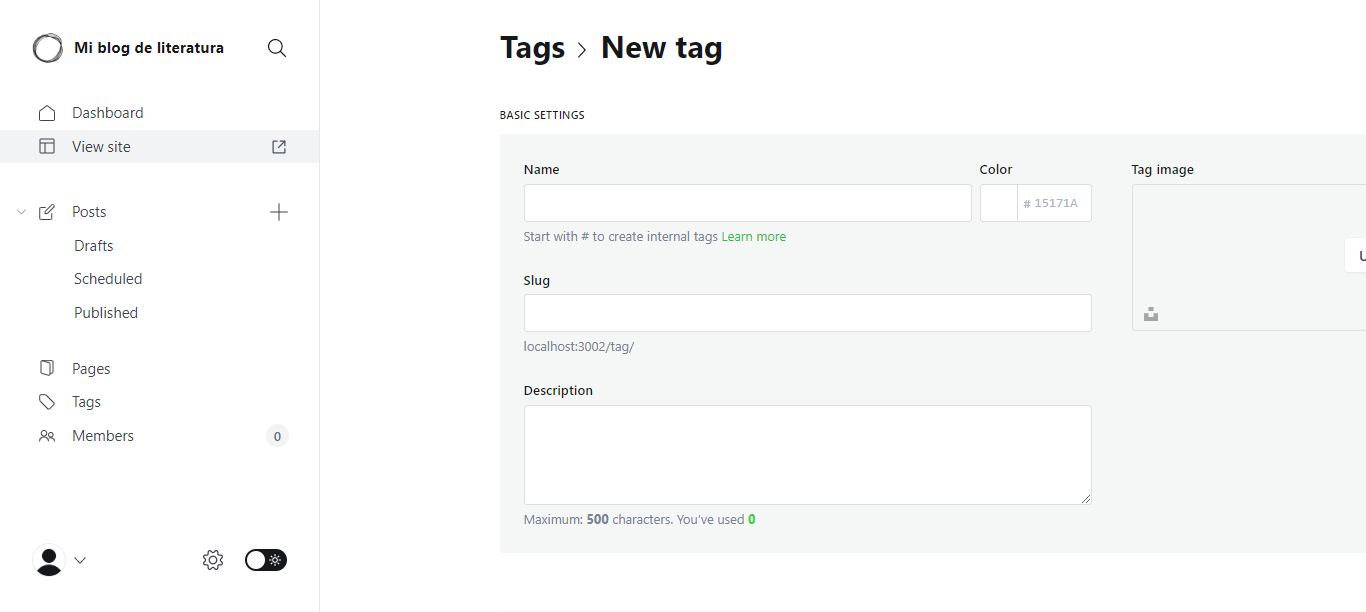 Mi blog de literatura
Dashboard
View site
Posts
Drafts
Scheduled
Published
Pages
Tags
Members 0
Tags › New tag
BASIC SETTINGS
Name
Color
# 15171A
Start with # to create internal tags Learn more
Slug
localhost:3002/tag/
Description
Maximum: 500 characters. You've used 0
Tag image